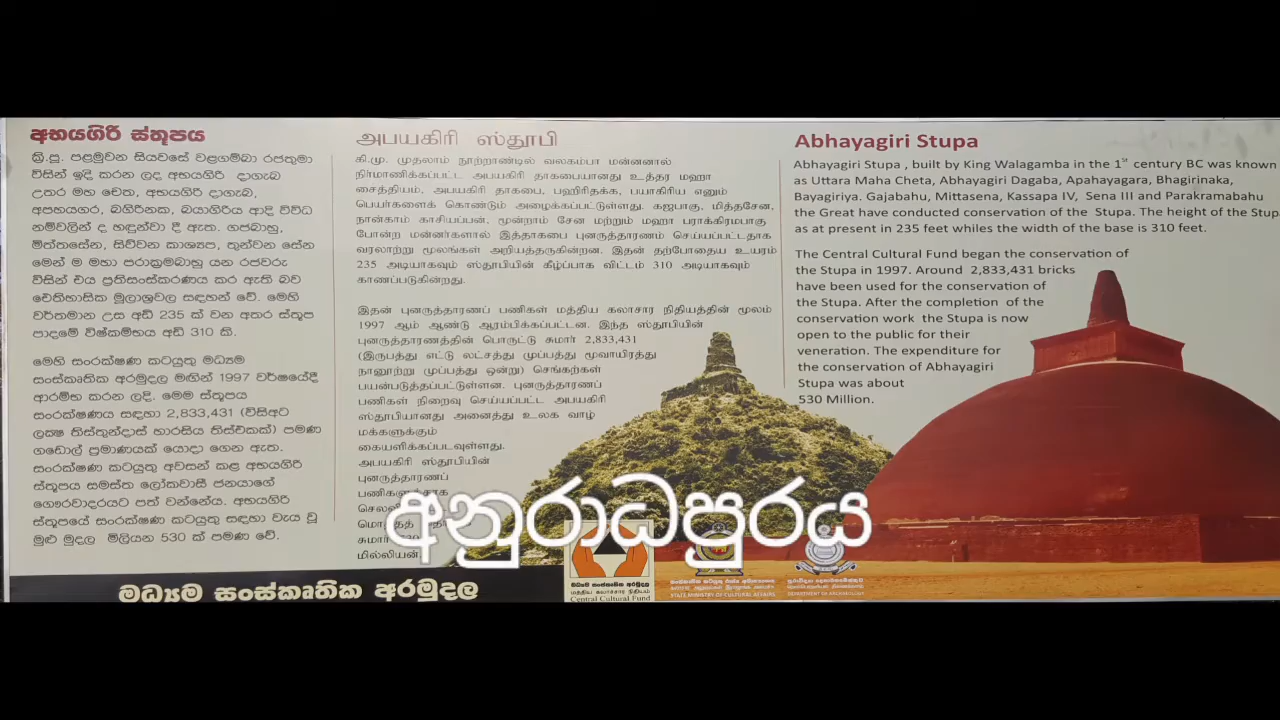 අභයගිරි ස්තූපය
ක්‍රි.පූ. පළමුවන සියවසේ වළගම්බා රජතුමා
විසින් ඉදි කරන ලද අභයගිරි දාගැබ
උතර මහ චෙත, අභයගිරි දාගැබ,
අපහයගර, බගිරිනක, බයාගිරිය ආදි විවිධ
නම්වලින් ද හඳුන්වා දී ඇත. ගජබාහු,
මිත්තසේන, සිව්වන කාශ්‍යප, තුන්වන සේන
මෙන් ම මහා පරාක්‍රමබාහු යන රජවරු
විසින් එය ප්‍රතිසංස්කරණය කර ඇති බව
ඓතිහාසික මූලාශ්‍රවල සඳහන් වේ. මෙහි
වර්තමාන උස අඩි 235 ක් වන අතර ස්තූප
පාදමේ විෂ්කම්භය අඩි 310 කි.
මෙහි සංරක්ෂණ කටයුතු මධ්‍යම
සංස්කෘතික අරමුදල මඟින් 1997 වර්ෂයේදී
ආරම්භ කරන ලදි. මෙම ස්තූපය
සංරක්ෂණය සඳහා 2,833,431 (විසිඅට
ලක්‍ෂ තිස්තුන්දාස් හාරසිය තිස්එකක්) පමණ
ගඩොල් ප්‍රමාණයක් යොදා ගෙන ඇත.
සංරක්ෂණ කටයුතු අවසන් කළ අභයගිරි
ස්තූපය සමස්ත ලෝකවාසී ජනයාගේ
ගෞරවාදරයට පත් වන්නේය. අභයගිරි
ස්තූපයේ සංරක්ෂණ කටයුතු සඳහා වැය වූ
මුළු මුදල මිලියන 530 ක් පමණ වේ.
அபயகிரி ஸ்தூபி
கி.மு. முதலாம் நூற்றாண்டில் வலகம்பா மன்னனால்
நிர்மாணிக்கப்பட்ட அபயகிரி தாகபையானது உத்தர மஹா
சைத்தியம், அபயகிரி தாகபை, பஹிரிதக்க, பயாகிரிய எனும்
பெயர்களைக் கொண்டும் அழைக்கப்பட்டுள்ளது. கஜபாகு, மித்தசேன,
நான்காம் காசியப்பன், மூன்றாம் சேன மற்றும் மஹா பராக்கிரமபாகு
போன்ற மன்னர்களால் இத்தாகபை புனருத்தாரணம் செய்யப்பட்டதாக
வரலாற்று மூலங்கள் அறியத்தருகின்றன. இதன் தற்போதைய உயரம்
235 அடியாகவும் ஸ்தூபியின் கீழ்ப்பாக விட்டம் 310 அடியாகவும்
காணப்படுகின்றது.
இதன் புனருத்தாரணப் பணிகள் மத்திய கலாசார நிதியத்தின் மூலம்
1997 ஆம் ஆண்டு ஆரம்பிக்கப்பட்டன. இந்த ஸ்தூபியின்
புனருத்தாரணத்தின் பொருட்டு சுமார் 2,833,431
(இருபத்து எட்டு லட்சத்து முப்பத்து மூவாயிரத்து
நானூற்று முப்பத்து ஒன்று) செங்கற்கள்
பயன்படுத்தப்பட்டுள்ளன. புனருத்தாரணப்
பணிகள் நிறைவு செய்யப்பட்ட அபயகிரி
ஸ்தூபியானது அனைத்து உலக வாழ்
மக்களுக்கும்
கையளிக்கப்படவுள்ளது.
அபயகிரி ஸ்தூபியின்
புனருத்தாரணப்
சுமார்
மில்லியன்
Abhayagiri Stupa
Abhayagiri Stupa , built by King Walagamba in the 1st century BC was known
as Uttara Maha Cheta, Abhayagiri Dagaba, Apahayagara, Bhagirinaka,
Bayagiriya. Gajabahu, Mittasena, Kassapa IV, Sena III and Parakramabahu
the Great have conducted conservation of the Stupa. The height of the Stup
as at present in 235 feet whiles the width of the base is 310 feet.
The Central Cultural Fund began the conservation of
the Stupa in 1997. Around 2,833,431 bricks
have been used for the conservation of
the Stupa. After the completion of the
conservation work the Stupa is now
open to the public for their
veneration. The expenditure for
the conservation of Abhayagiri
Stupa was about
530 Million.
අනුරාධපුරය
මධ්‍යම සංස්කෘතික අරමුදල
මධ්‍යම සංස්කෘතික අරමුදල
மத்திய கலாச்சார நிதியம்
Central Cultural Fund
STATE MINISTRY OF CULTURAL AFFAIRS
DEPARTMENT OF ARCHAEOLOGY